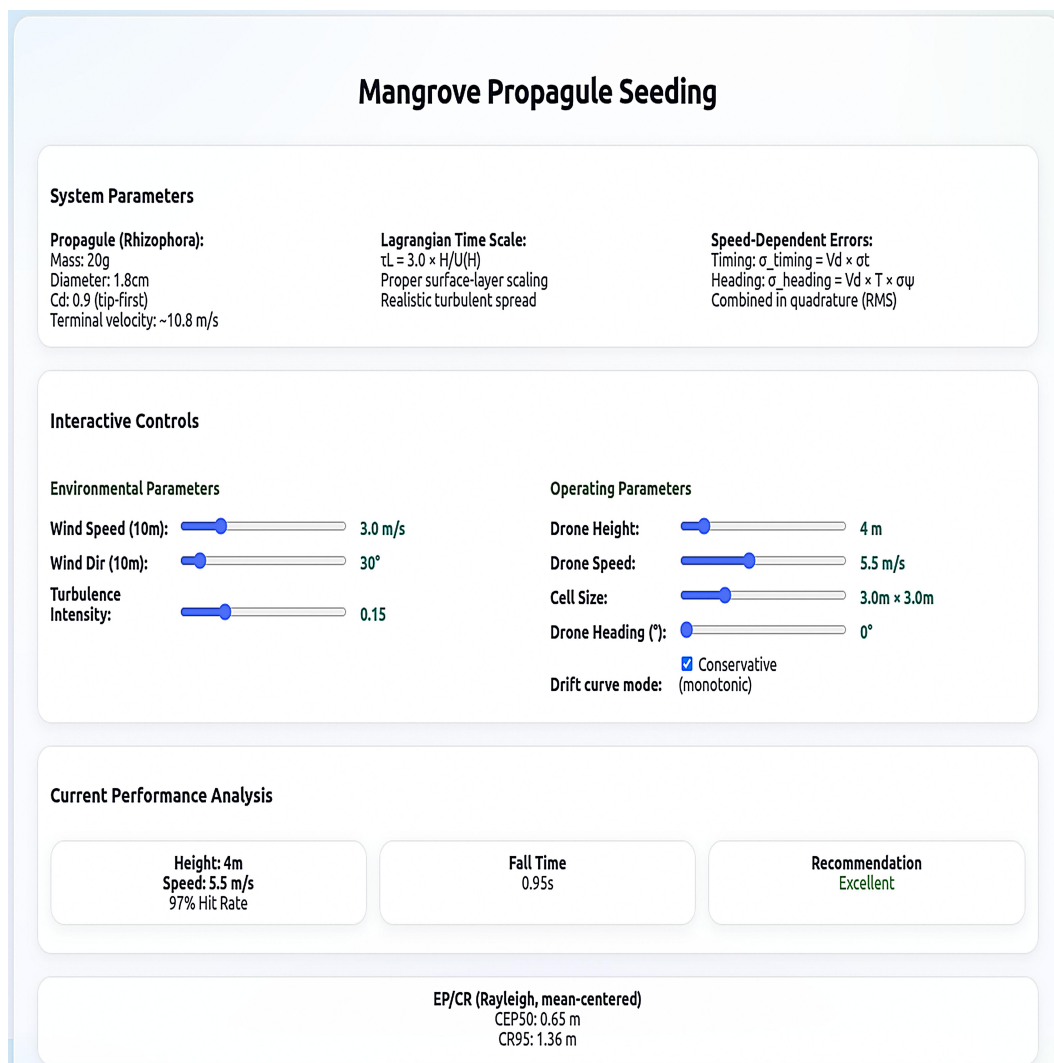 Mangrove Propagule Seeding
System Parameters
Propagule (Rhizophora):
Mass: 20g
Diameter: 1.8cm
Cd: 0.9 (tip-first)
Terminal velocity: ~10.8 m/s
Lagrangian Time Scale:
τL = 3.0 × H/U(H)
Proper surface-layer scaling
Realistic turbulent spread
Speed-Dependent Errors:
Timing: σ_timing = Vd × σt
Heading: σ_heading = Vd × T × σψ
Combined in quadrature (RMS)
Interactive Controls
Environmental Parameters
Wind Speed (10m): 3.0 m/s
Wind Dir (10m): 30°
Turbulence
Intensity: 0.15
Operating Parameters
Drone Height: 4 m
Drone Speed: 5.5 m/s
Cell Size: 3.0m × 3.0m
Drone Heading (°): 0°
Conservative
Drift curve mode: (monotonic)
Current Performance Analysis
Height: 4m
Speed: 5.5 m/s
97% Hit Rate
Fall Time
0.95s
Recommendation
Excellent
EP/CR (Rayleigh, mean-centered)
CEP50: 0.65 m
CR95: 1.36 m